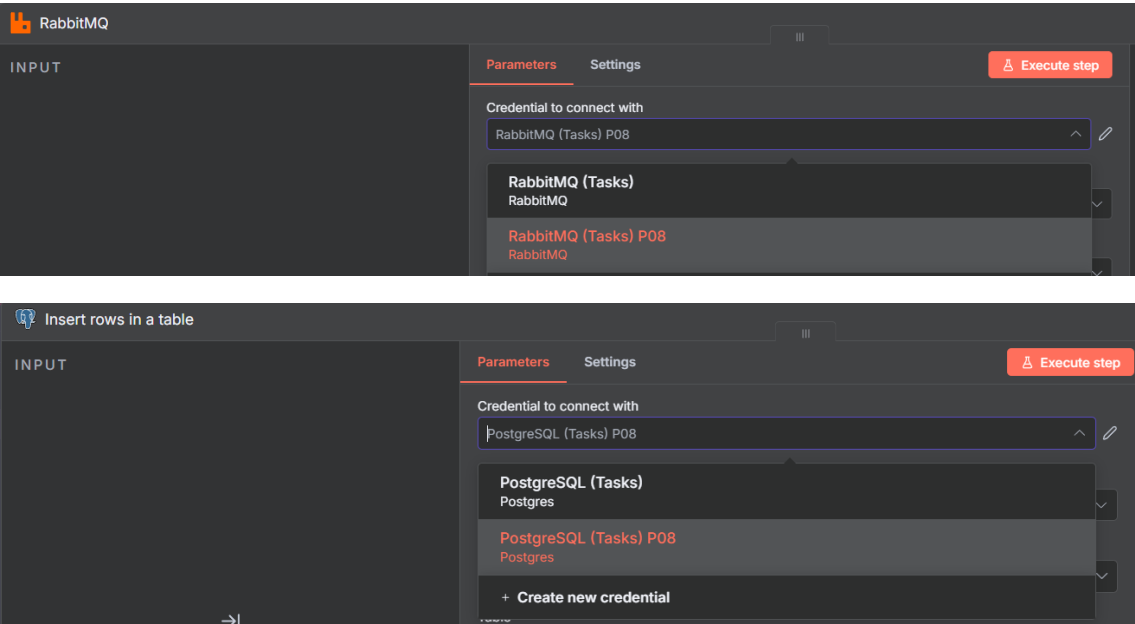 RabbitMQ
INPUT
Parameters Settings
Execute step
Credential to connect with
RabbitMQ (Tasks) P08
RabbitMQ (Tasks)
RabbitMQ
RabbitMQ (Tasks) P08
RabbitMQ
Insert rows in a table
INPUT
Parameters Settings
Execute step
Credential to connect with
PostgreSQL (Tasks) P08
PostgreSQL (Tasks)
Postgres
PostgreSQL (Tasks) P08
Postgres
+ Create new credential
Table